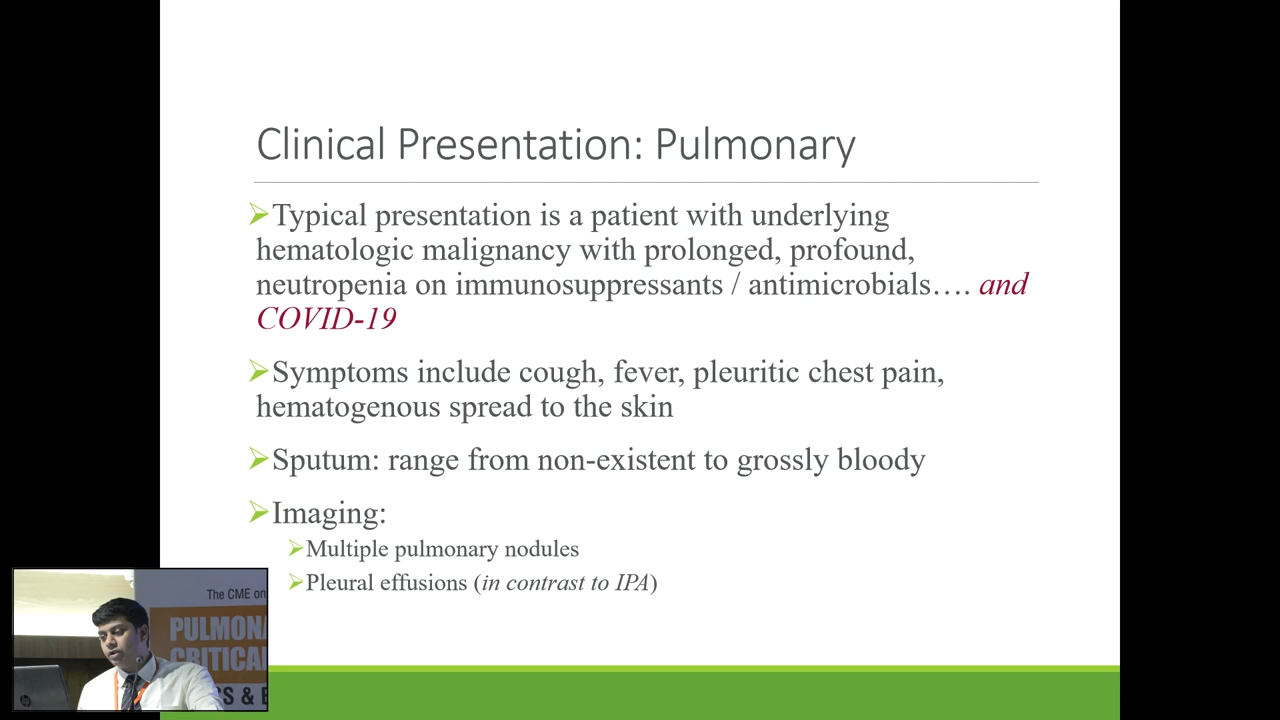 Clinical Presentation: Pulmonary
➢Typical presentation is a patient with underlying
hematologic malignancy with prolonged, profound,
neutropenia on immunosuppressants / antimicrobials…. and
COVID-19
➢Symptoms include cough, fever, pleuritic chest pain,
hematogenous spread to the skin
➢Sputum: range from non-existent to grossly bloody
➢Imaging:
➢Multiple pulmonary nodules
➢Pleural effusions (in contrast to IPA)
The CME on
PULMONA
CRITICAL
CS & E
hp